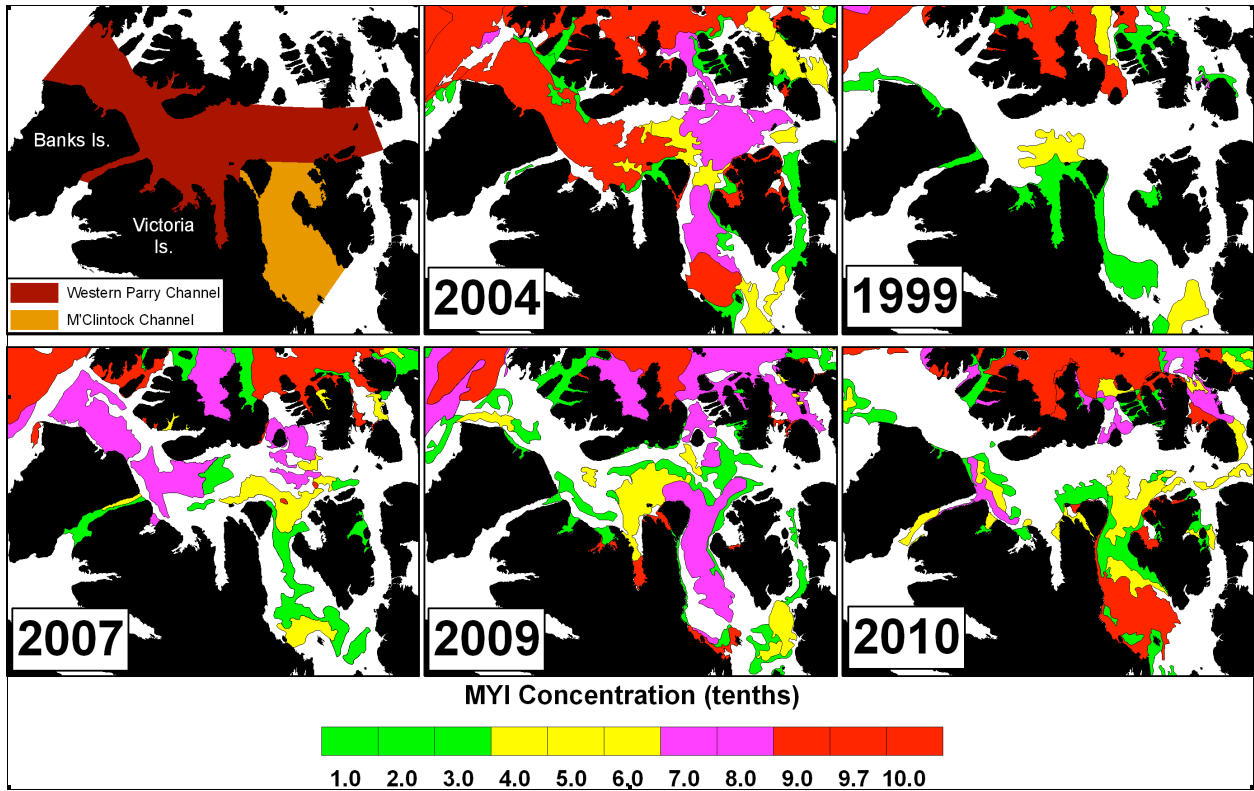 Banks Is.
Victoria
Is.
Western Parry Channel
M'Clintock Channel
2004
1999
2007
2009
2010
MYI Concentration (tenths)
1.0 2.0 3.0 4.0 5.0 6.0 7.0 8.0 9.0 9.7 10.0